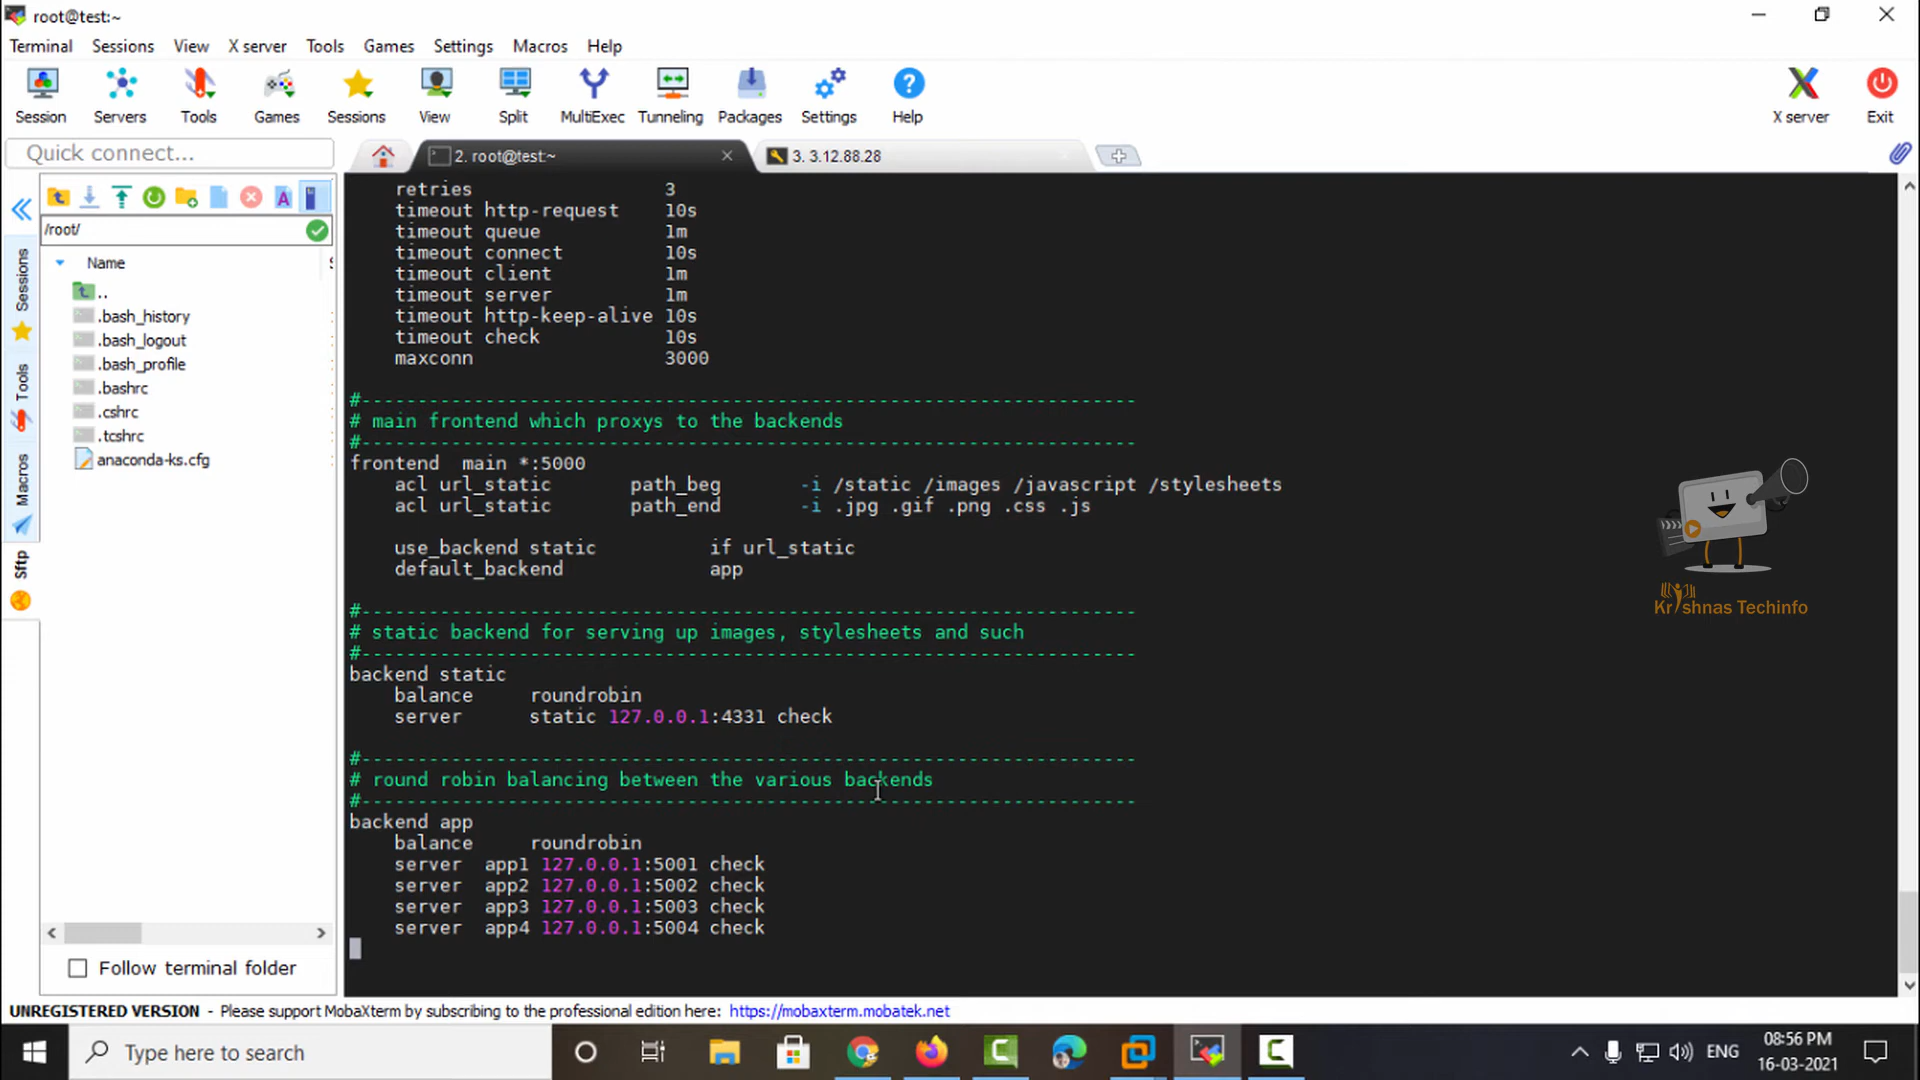 root@test:~
Terminal Sessions View X server Tools Games Settings Macros Help
Session Servers Tools Games Sessions View Split MultiExec Tunneling Packages Settings Help X server Exit
Quick connect...
2. root@test:~
3. 3.12.88.28
/root/
Name
..
.bash_history
.bash_logout
.bash_profile
.bashrc
.cshrc
.tcshrc
anaconda-ks.cfg
Sessions
Tools
Macros
Sftp
Follow terminal folder
retries 3
timeout http-request 10s
timeout queue 1m
timeout connect 10s
timeout client 1m
timeout server 1m
timeout http-keep-alive 10s
timeout check 10s
maxconn 3000
#---------------------------------------------------------------------
# main frontend which proxys to the backends
#---------------------------------------------------------------------
frontend main *:5000
acl url_static path_beg -i /static /images /javascript /stylesheets
acl url_static path_end -i .jpg .gif .png .css .js
use_backend static if url_static
default_backend app
#---------------------------------------------------------------------
# static backend for serving up images, stylesheets and such
#---------------------------------------------------------------------
backend static
balance roundrobin
server static 127.0.0.1:4331 check
#---------------------------------------------------------------------
# round robin balancing between the various backends
#---------------------------------------------------------------------
backend app
balance roundrobin
server app1 127.0.0.1:5001 check
server app2 127.0.0.1:5002 check
server app3 127.0.0.1:5003 check
server app4 127.0.0.1:5004 check
Krishnas Techinfo
UNREGISTERED VERSION - Please support MobaXterm by subscribing to the professional edition here: https://mobaxterm.mobatek.net
Type here to search
ENG
08:56 PM
16-03-2021